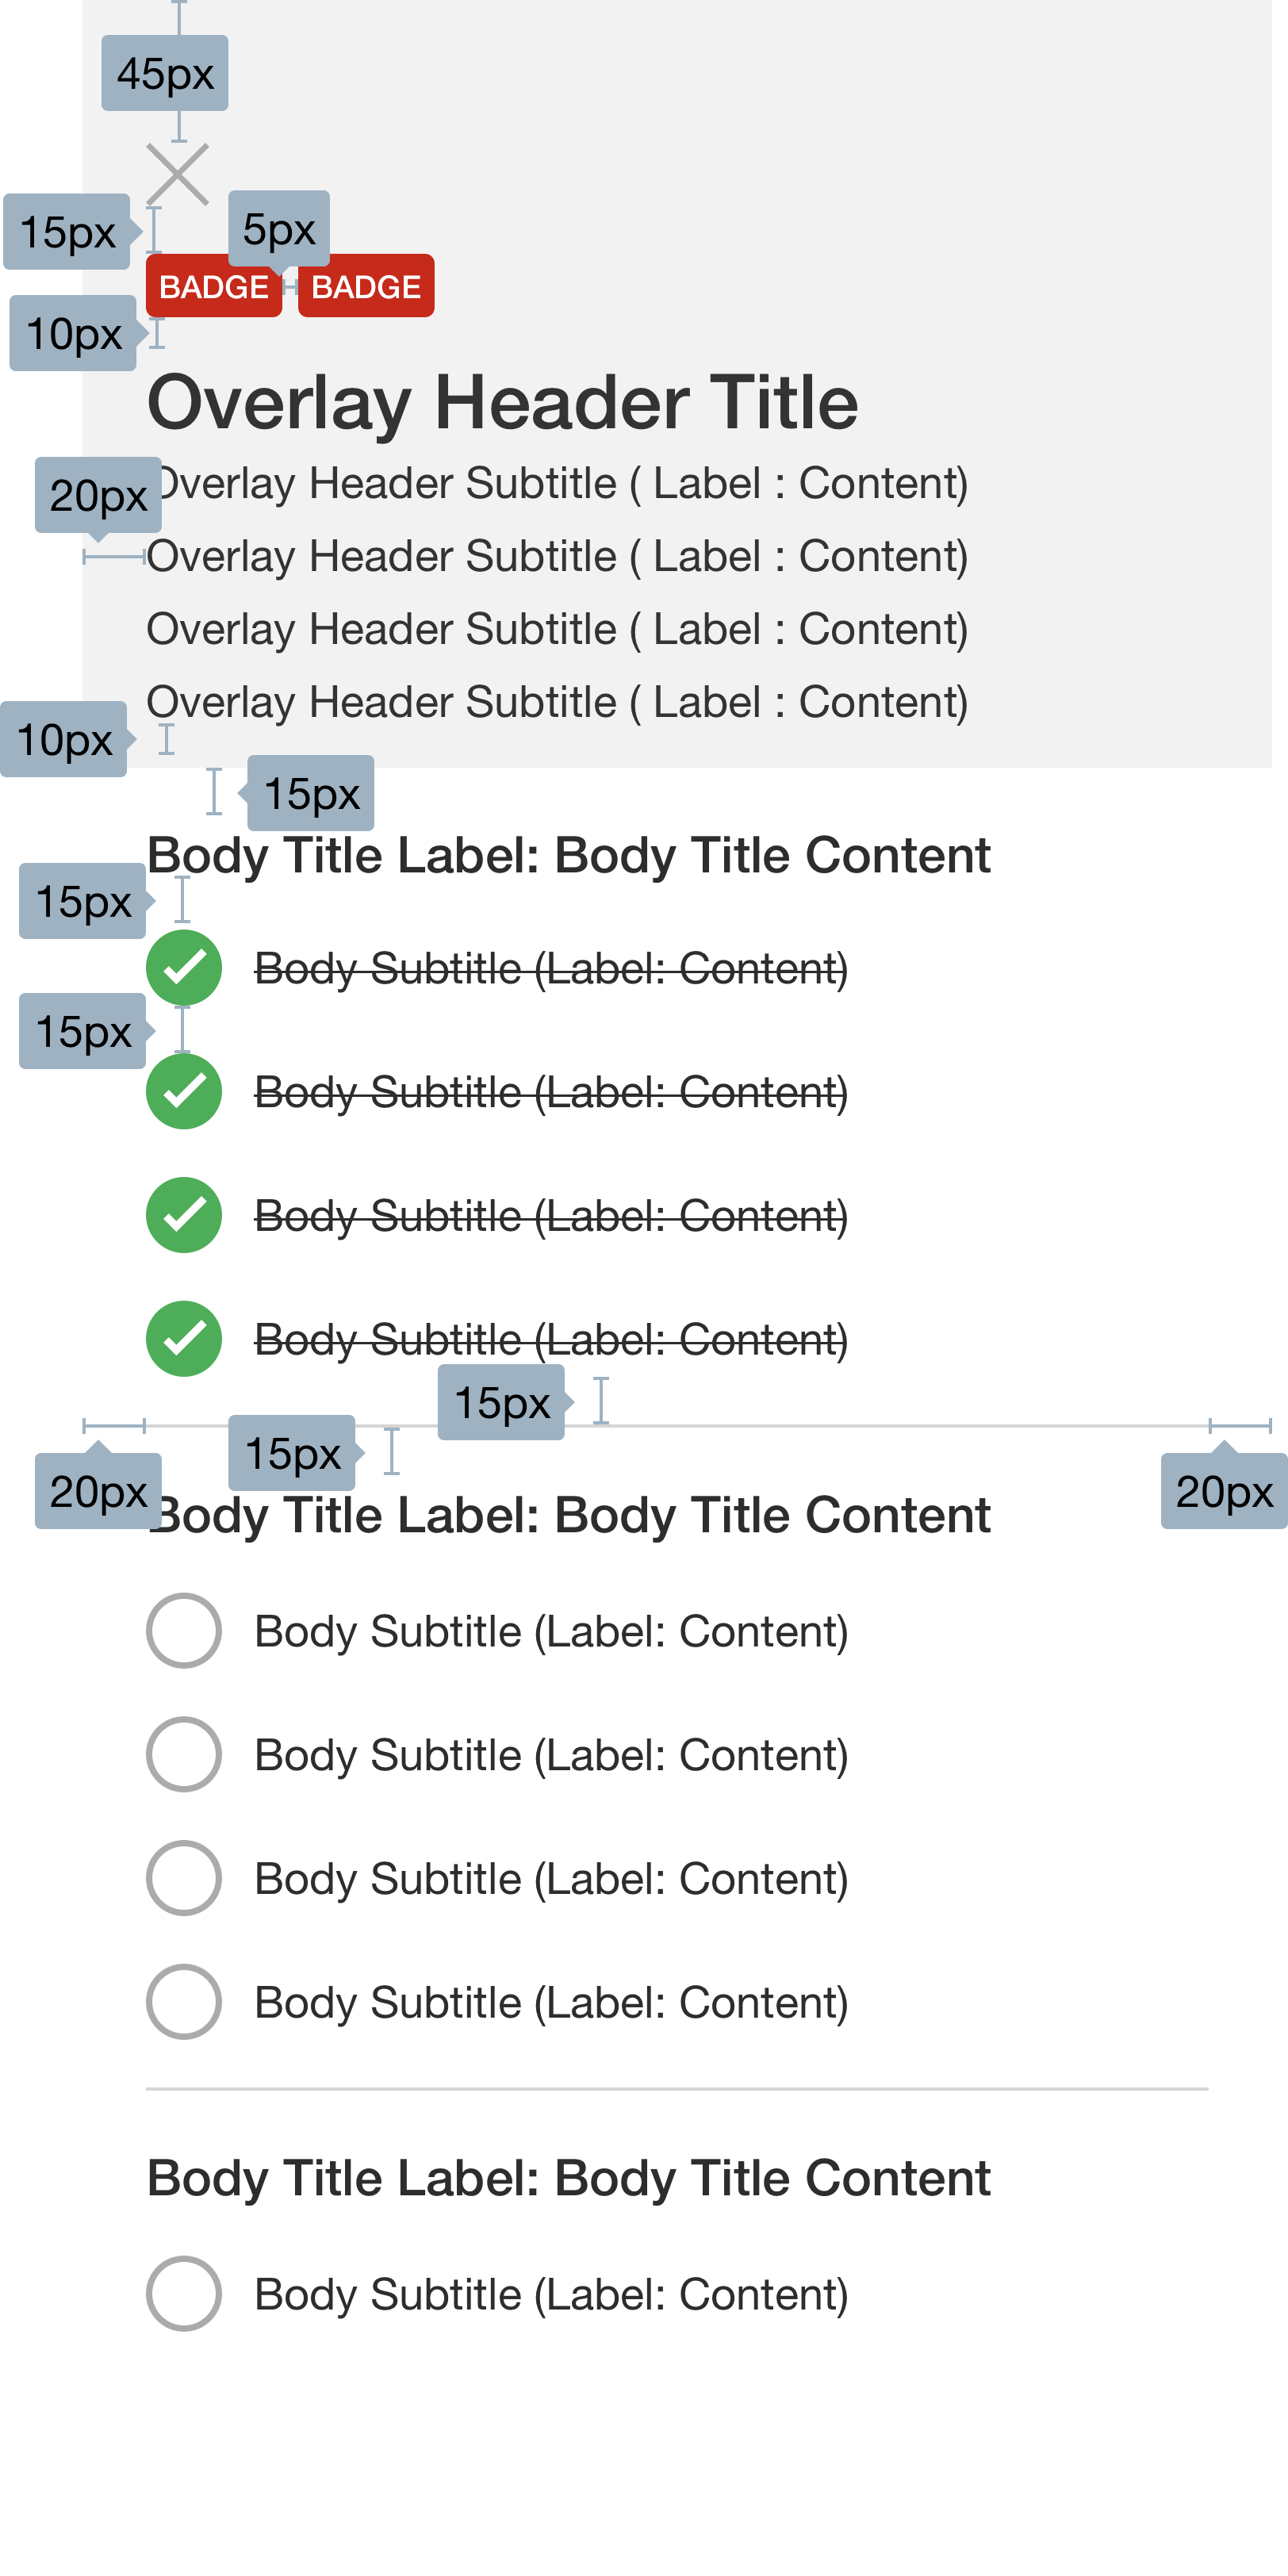 45px
15px
5px
BADGE BADGE
10px
Overlay Header Title
20px
Overlay Header Subtitle ( Label : Content)
Overlay Header Subtitle ( Label : Content)
Overlay Header Subtitle ( Label : Content)
Overlay Header Subtitle ( Label : Content)
10px
15px
Body Title Label: Body Title Content
15px
Body Subtitle (Label: Content)
15px
Body Subtitle (Label: Content)
Body Subtitle (Label: Content)
Body Subtitle (Label: Content)
15px
15px
20px
20px
Body Title Label: Body Title Content
Body Subtitle (Label: Content)
Body Subtitle (Label: Content)
Body Subtitle (Label: Content)
Body Subtitle (Label: Content)
Body Title Label: Body Title Content
Body Subtitle (Label: Content)